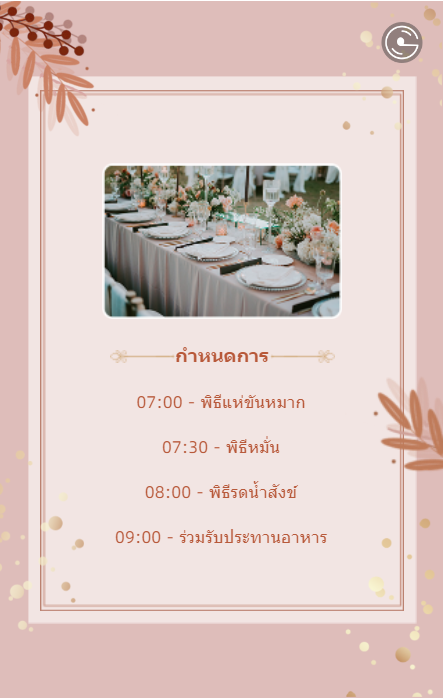 กำหนดการ
07:00 - พิธีแห่ขันหมาก
07:30 - พิธีหมั่น
08:00 - พิธีรดน้ำสังข์
09:00 - ร่วมรับประทานอาหาร